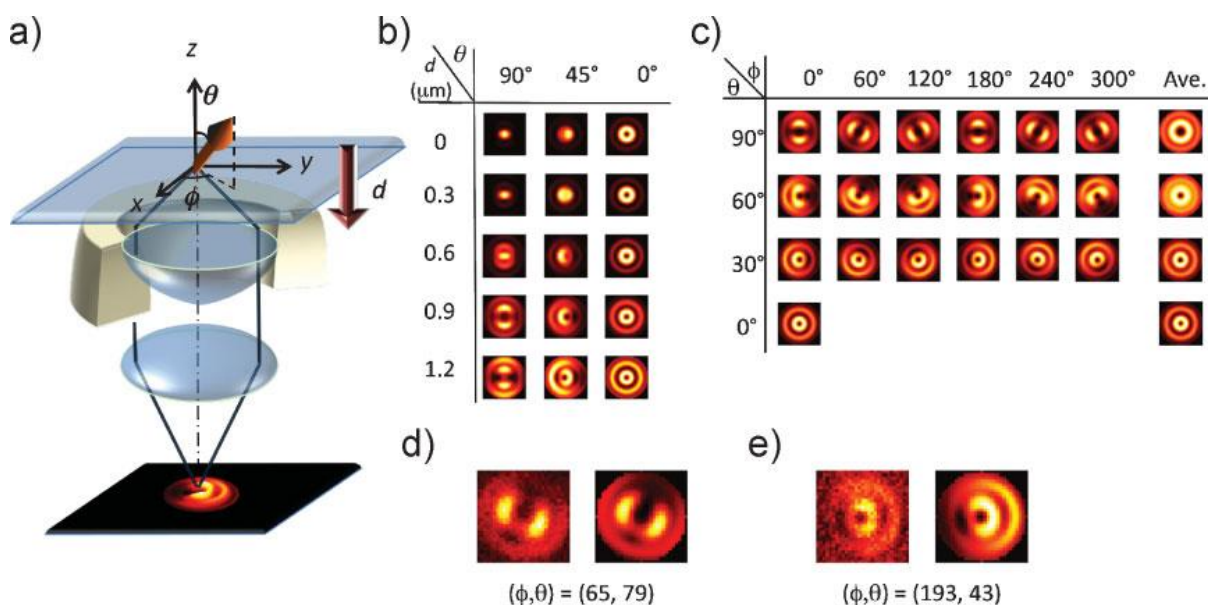 a)
z
θ
y
x
ϕ
d
b)
d
(μm)
θ
90° 45° 0°
0
0.3
0.6
0.9
1.2
c)
ϕ
θ
0° 60° 120° 180° 240° 300° Ave.
90°
60°
30°
0°
d)
(ϕ,θ) = (65, 79)
e)
(ϕ,θ) = (193, 43)